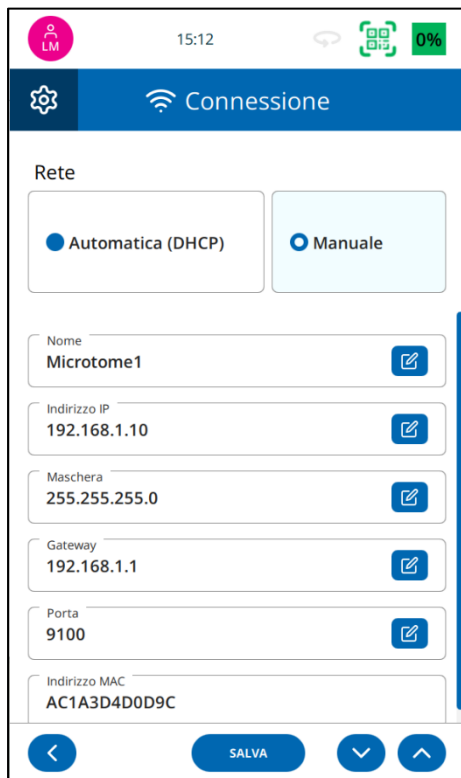 LM
15:12
0%
Connessione
Rete
Automatica (DHCP)
Manuale
Nome
Microtome1
Indirizzo IP
192.168.1.10
Maschera
255.255.255.0
Gateway
192.168.1.1
Porta
9100
Indirizzo MAC
AC1A3D4D0D9C
SALVA